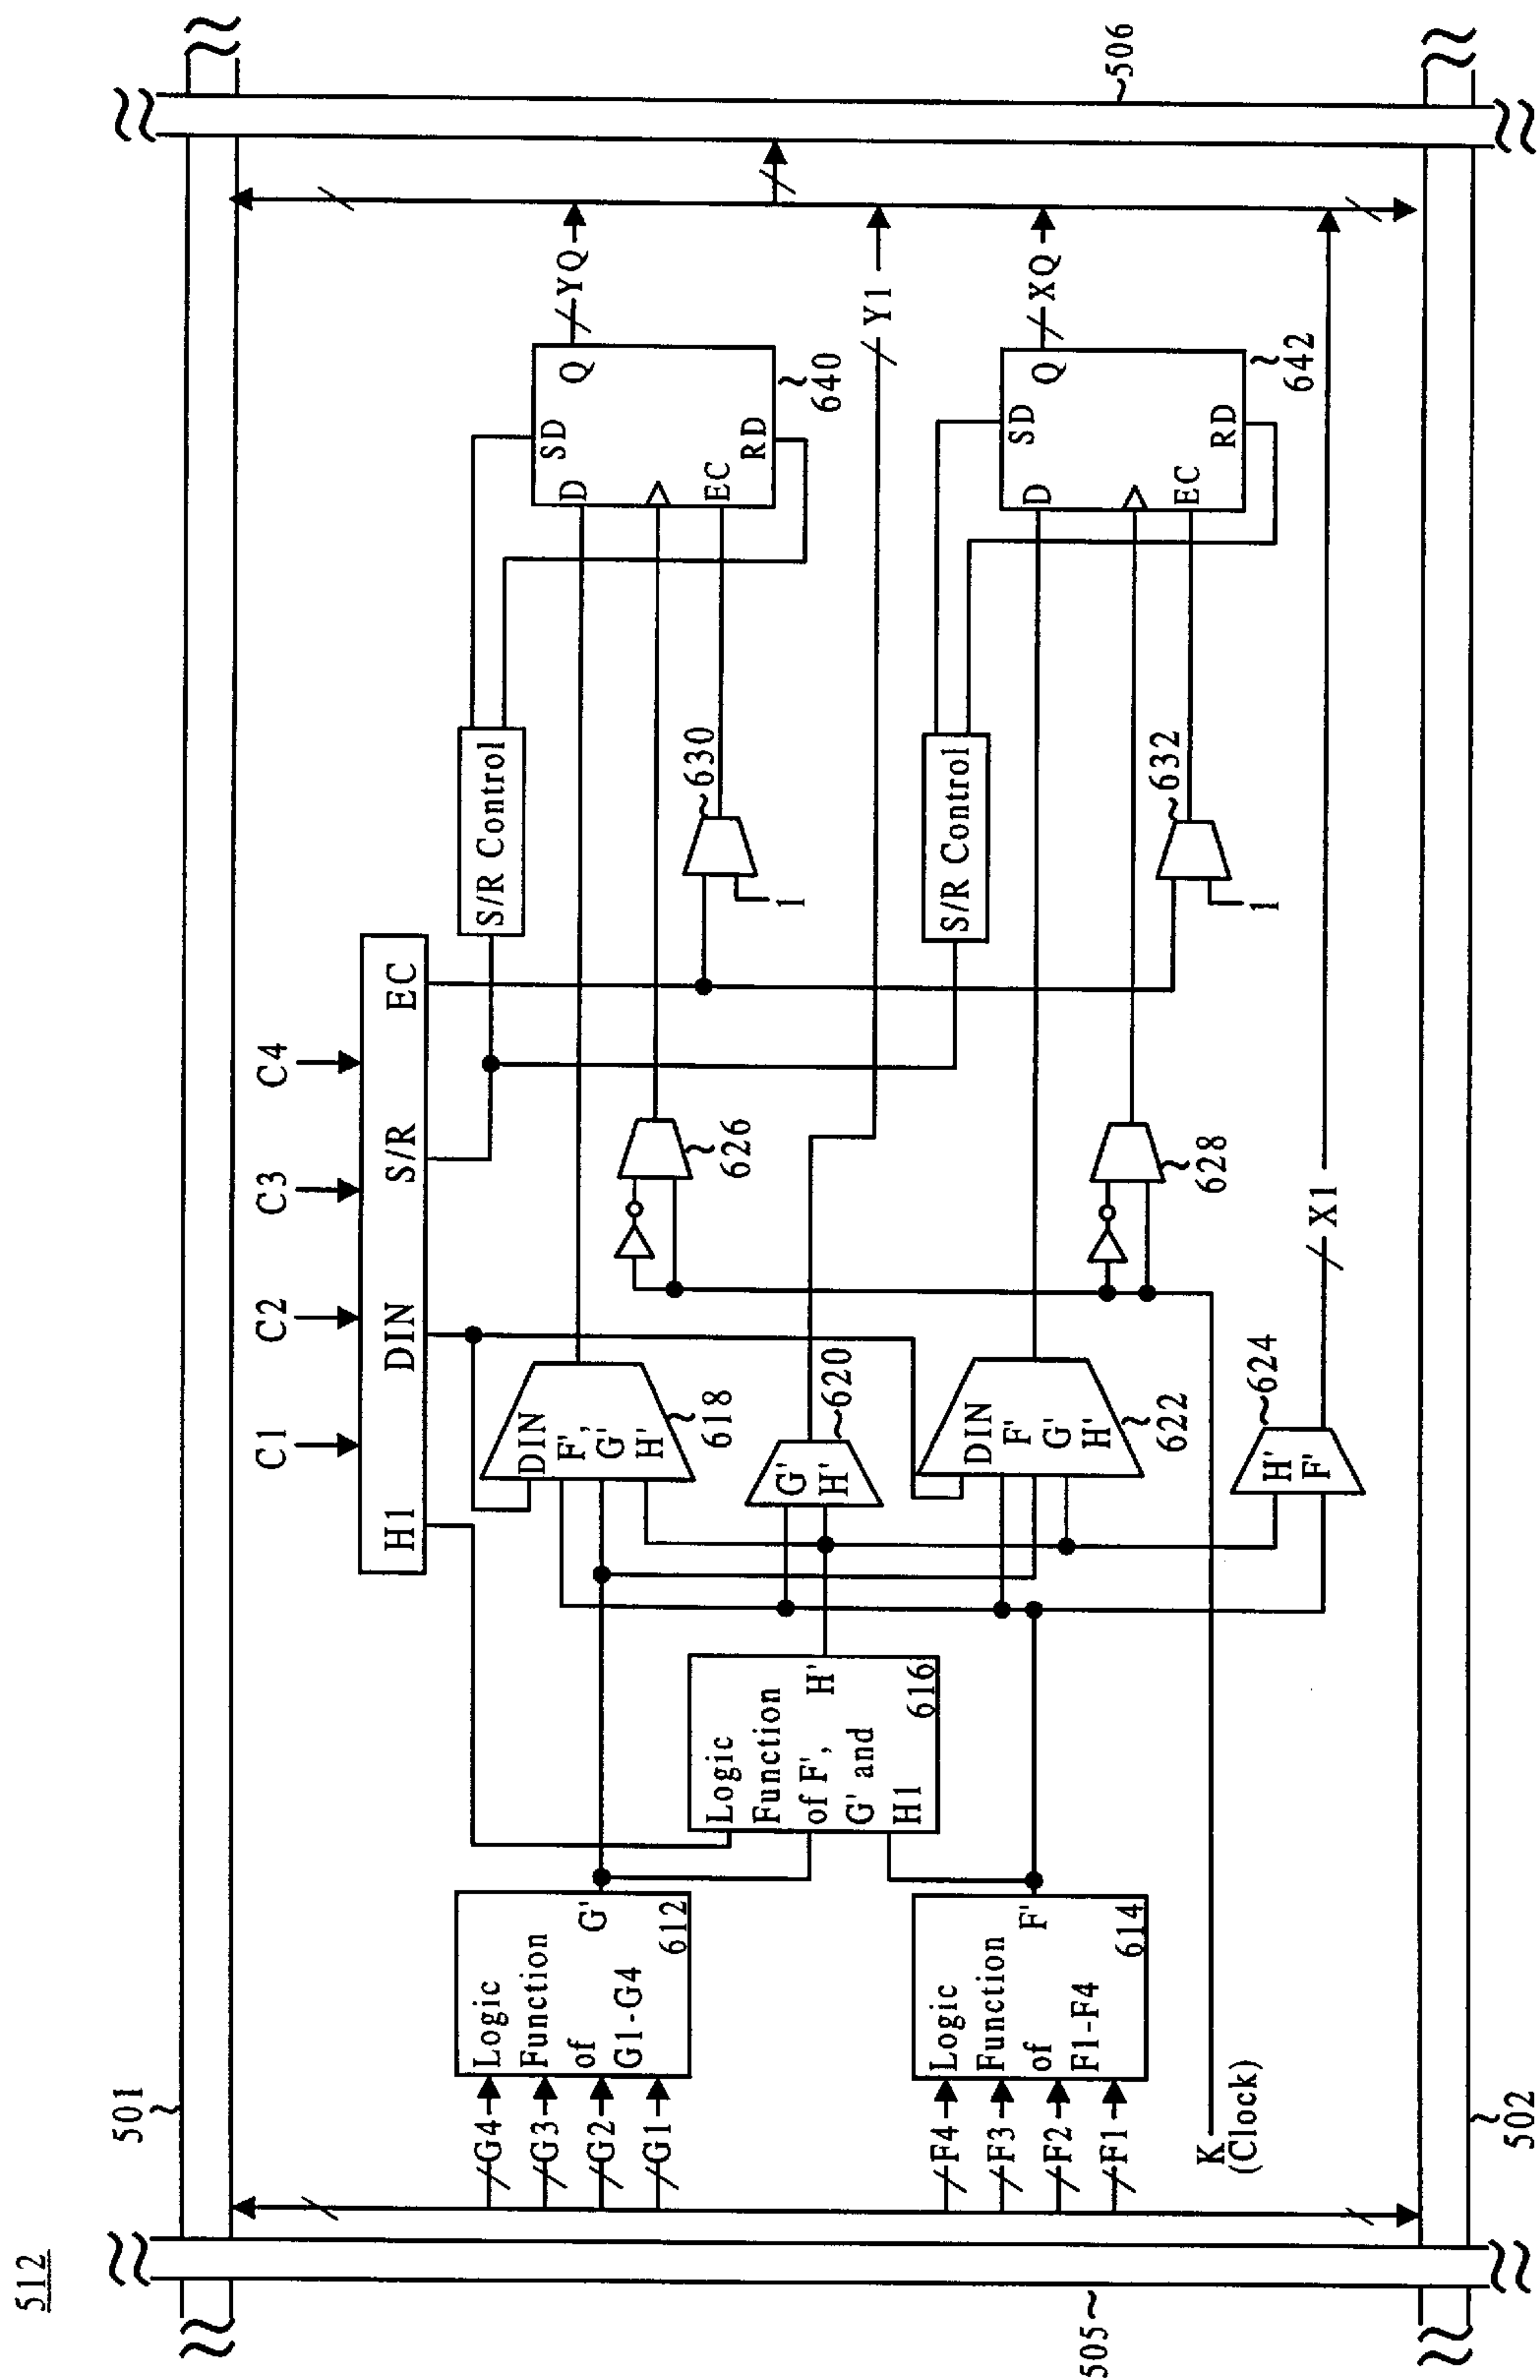 512
501
C1
C2
C3
C4
H1
DIN
S/R
EC
G4
G3
G2
G1
Logic
Function
of
G1-G4
G'
612
DIN
F',
G'
H'
618
S/R Control
SD
D
Q
EC
RD
640
YQ
626
630
1
Logic
Function
of F',
G' and
H1
H'
616
G'
H'
620
Y1
F4
F3
F2
F1
Logic
Function
of
F1-F4
F'
614
DIN
F'
G'
H'
622
S/R Control
SD
D
Q
EC
RD
642
XQ
628
632
1
K
(Clock)
H'
F'
624
X1
505
502
506